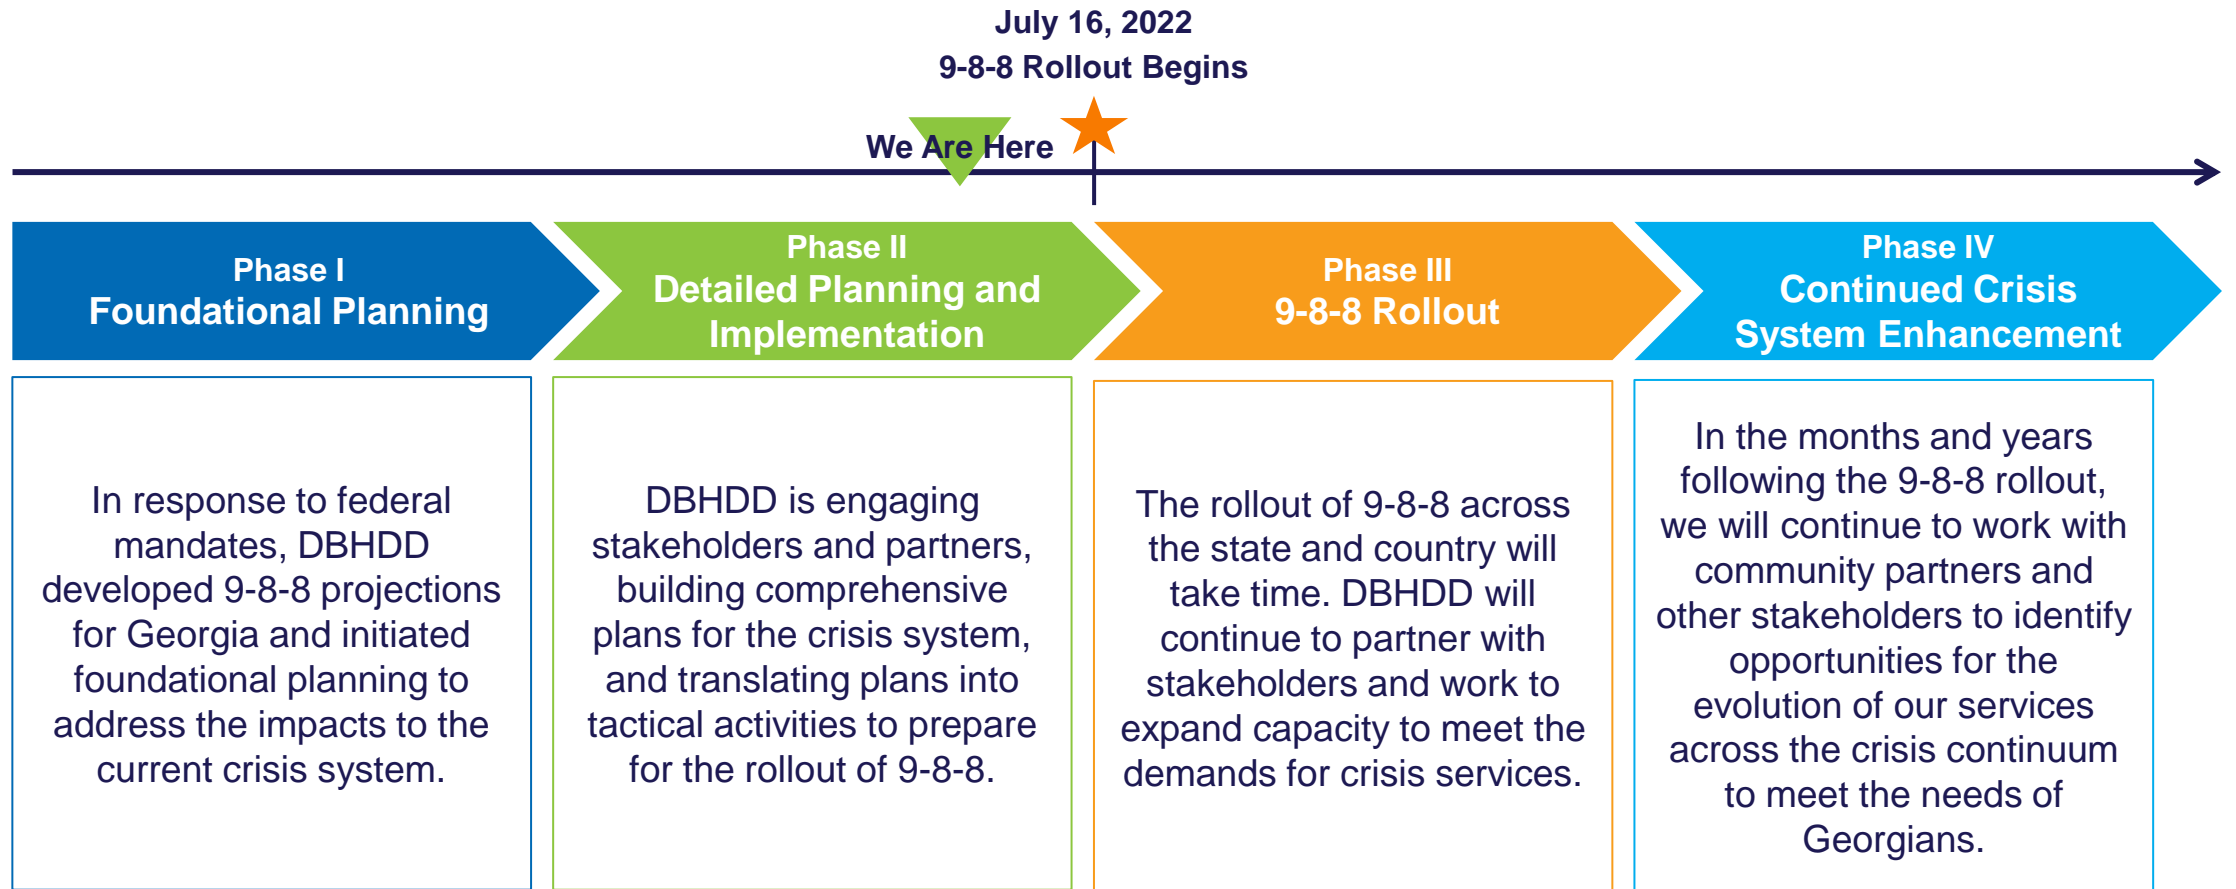 July 16, 2022
9-8-8 Rollout Begins
We Are Here
Phase I
Foundational Planning
Phase II
Detailed Planning and
Implementation
Phase III
9-8-8 Rollout
Phase IV
Continued Crisis
System Enhancement
In response to federal
mandates, DBHDD
developed 9-8-8 projections
for Georgia and initiated
foundational planning to
address the impacts to the
current crisis system.
DBHDD is engaging
stakeholders and partners,
building comprehensive
plans for the crisis system,
and translating plans into
tactical activities to prepare
for the rollout of 9-8-8.
The rollout of 9-8-8 across
the state and country will
take time. DBHDD will
continue to partner with
stakeholders and work to
expand capacity to meet the
demands for crisis services.
In the months and years
following the 9-8-8 rollout,
we will continue to work with
community partners and
other stakeholders to identify
opportunities for the
evolution of our services
across the crisis continuum
to meet the needs of
Georgians.